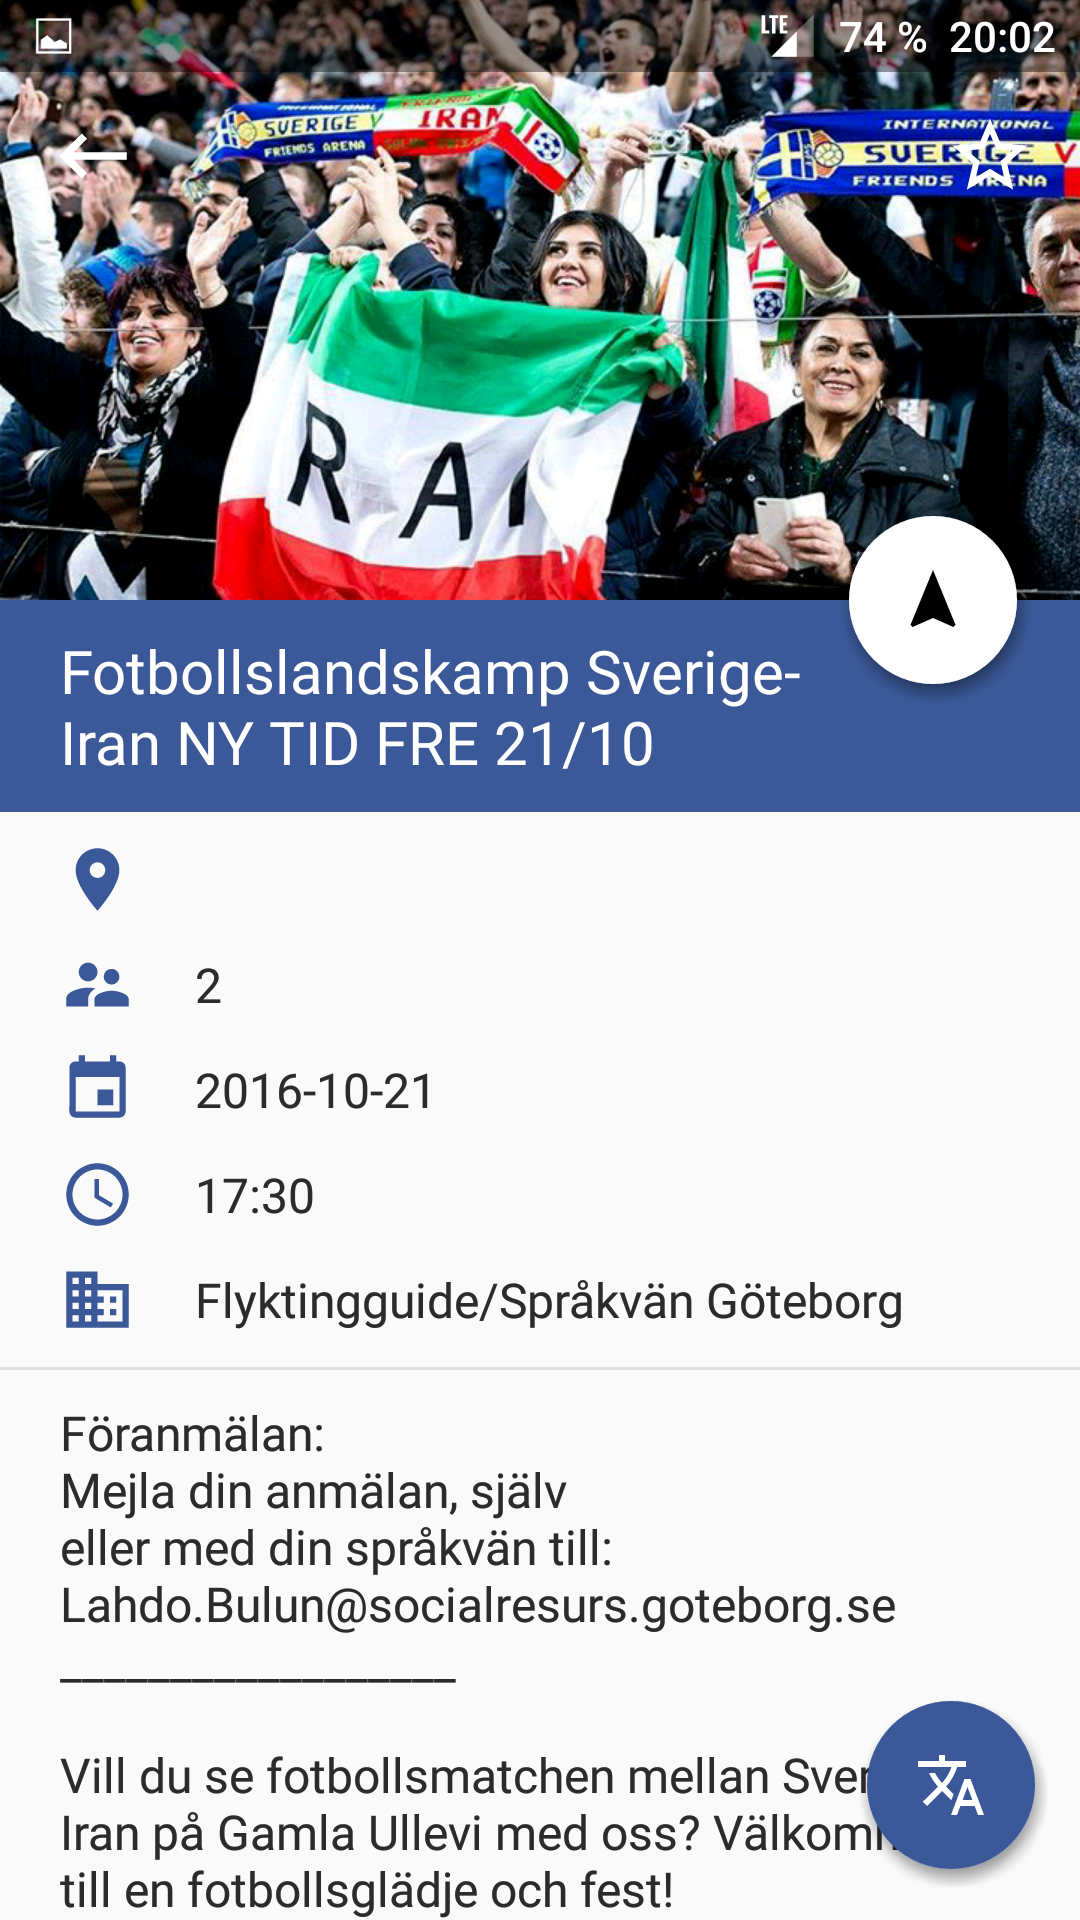 LTE 74 % 20:02
INTERNATIONAL FRIENDLY
SVERIGE V IRAN
FRIENDS ARENA
INTERNATIONAL
SVERIGE V
FRIENDS ARENA
RA
Fotbollslandskamp Sverige-
Iran NY TID FRE 21/10
2
2016-10-21
17:30
Flyktingguide/Språkvän Göteborg
Föranmälan:
Mejla din anmälan, själv
eller med din språkvän till:
Lahdo.Bulun@socialresurs.goteborg.se
__________________
Vill du se fotbollsmatchen mellan Sver
Iran på Gamla Ullevi med oss? Välkom
till en fotbollsglädje och fest!